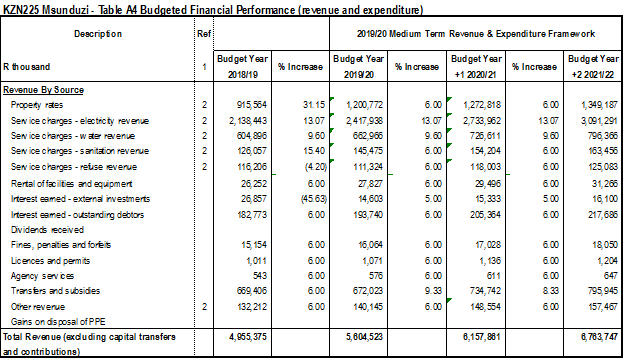 KZN225 Msunduzi - Table A4 Budgeted Financial Performance (revenue and expenditure)
Description Ref 2019/20 Medium Term Revenue & Expenditure Framework
R thousand 1 Budget Year 2018/19 % Increase Budget Year 2019/20 % Increase Budget Year +1 2020/21 % Increase Budget Year +2 2021/22
Revenue By Source
Property rates 2 915,564 31.15 1,200,772 6.00 1,272,818 6.00 1,349,187
Service charges - electricity revenue 2 2,138,443 13.07 2,417,938 13.07 2,733,962 13.07 3,091,291
Service charges - water revenue 2 604,896 9.60 662,966 9.60 726,611 9.60 796,366
Service charges - sanitation revenue 2 126,057 15.40 145,475 6.00 154,204 6.00 163,456
Service charges - refuse revenue 2 116,206 (4.20) 111,324 6.00 118,003 6.00 125,083
Rental of facilities and equipment 26,252 6.00 27,827 6.00 29,496 6.00 31,266
Interest earned - external investments 26,857 (45.63) 14,603 5.00 15,333 5.00 16,100
Interest earned - outstanding debtors 182,773 6.00 193,740 6.00 205,364 6.00 217,686
Dividends received
Fines, penalties and forfeits 15,154 6.00 16,064 6.00 17,028 6.00 18,050
Licences and permits 1,011 6.00 1,071 6.00 1,136 6.00 1,204
Agency services 543 6.00 576 6.00 611 6.00 647
Transfers and subsidies 669,406 6.00 672,023 9.33 734,742 8.33 795,945
Other revenue 2 132,212 6.00 140,145 6.00 148,554 6.00 157,467
Gains on disposal of PPE
Total Revenue (excluding capital transfers 4,955,375 5,604,523 6,157,861 6,763,747
and contributions)